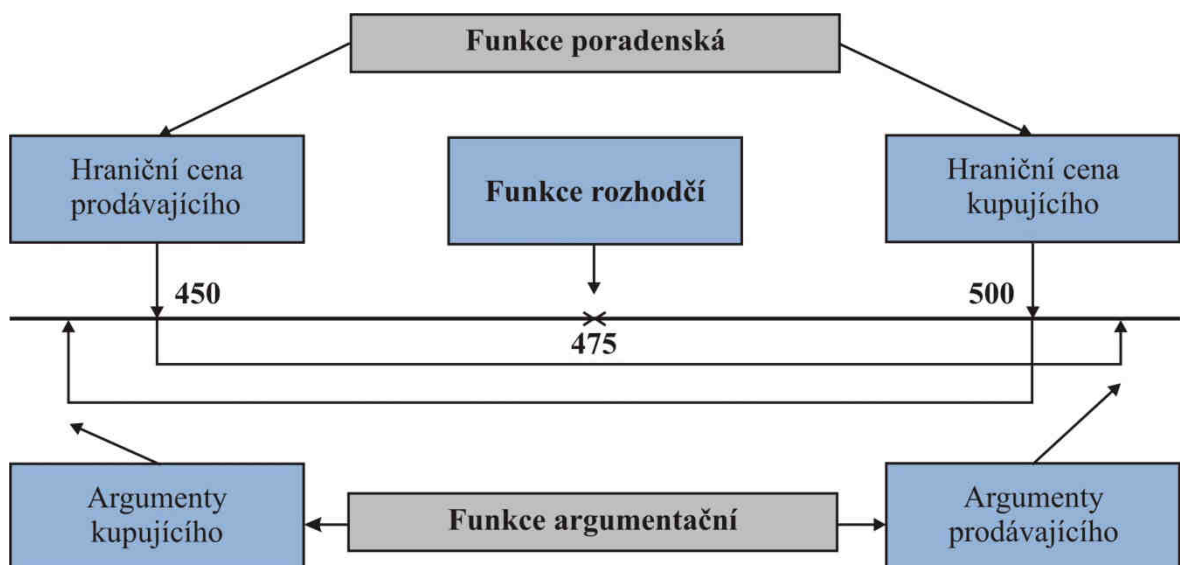 Funkce poradenská
Hraniční cena
prodávajícího
Funkce rozhodčí
Hraniční cena
kupujícího
450
500
475
Argumenty
kupujícího
Funkce argumentační
Argumenty
prodávajícího